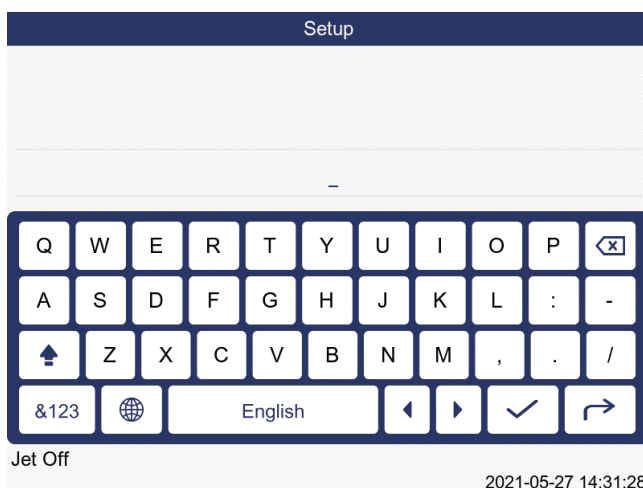 Setup
_
Q W E R T Y U I O P
A S D F G H J K L : -
Z X C V B N M , . /
&123 English
Jet Off
2021-05-27 14:31:28